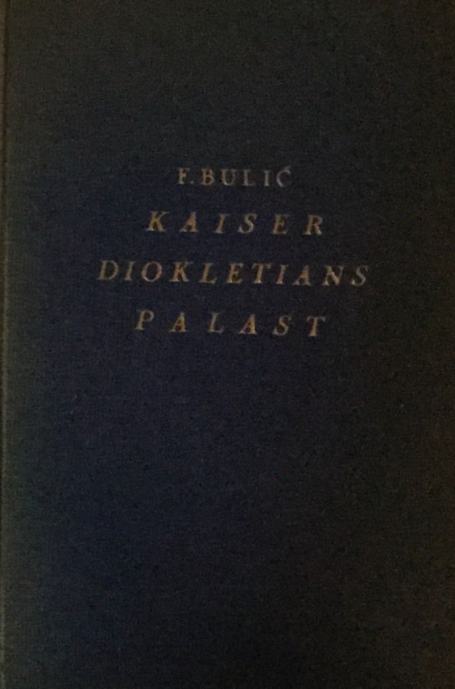 F. BULIĆ
KAISER
DIOKLETIANS
PALAST